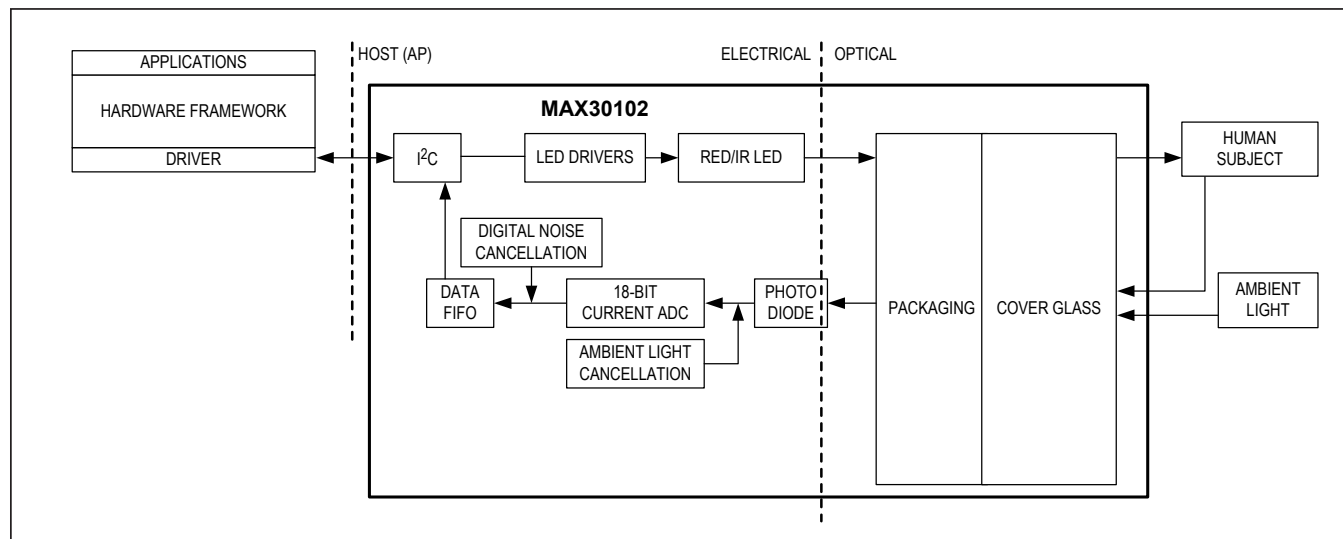 HOST (AP)
ELECTRICAL
OPTICAL
APPLICATIONS
HARDWARE FRAMEWORK
DRIVER
MAX30102
I²C
LED DRIVERS
RED/IR LED
HUMAN
SUBJECT
DIGITAL NOISE
CANCELLATION
DATA
FIFO
18-BIT
CURRENT ADC
PHOTO
DIODE
PACKAGING
COVER GLASS
AMBIENT
LIGHT
AMBIENT LIGHT
CANCELLATION